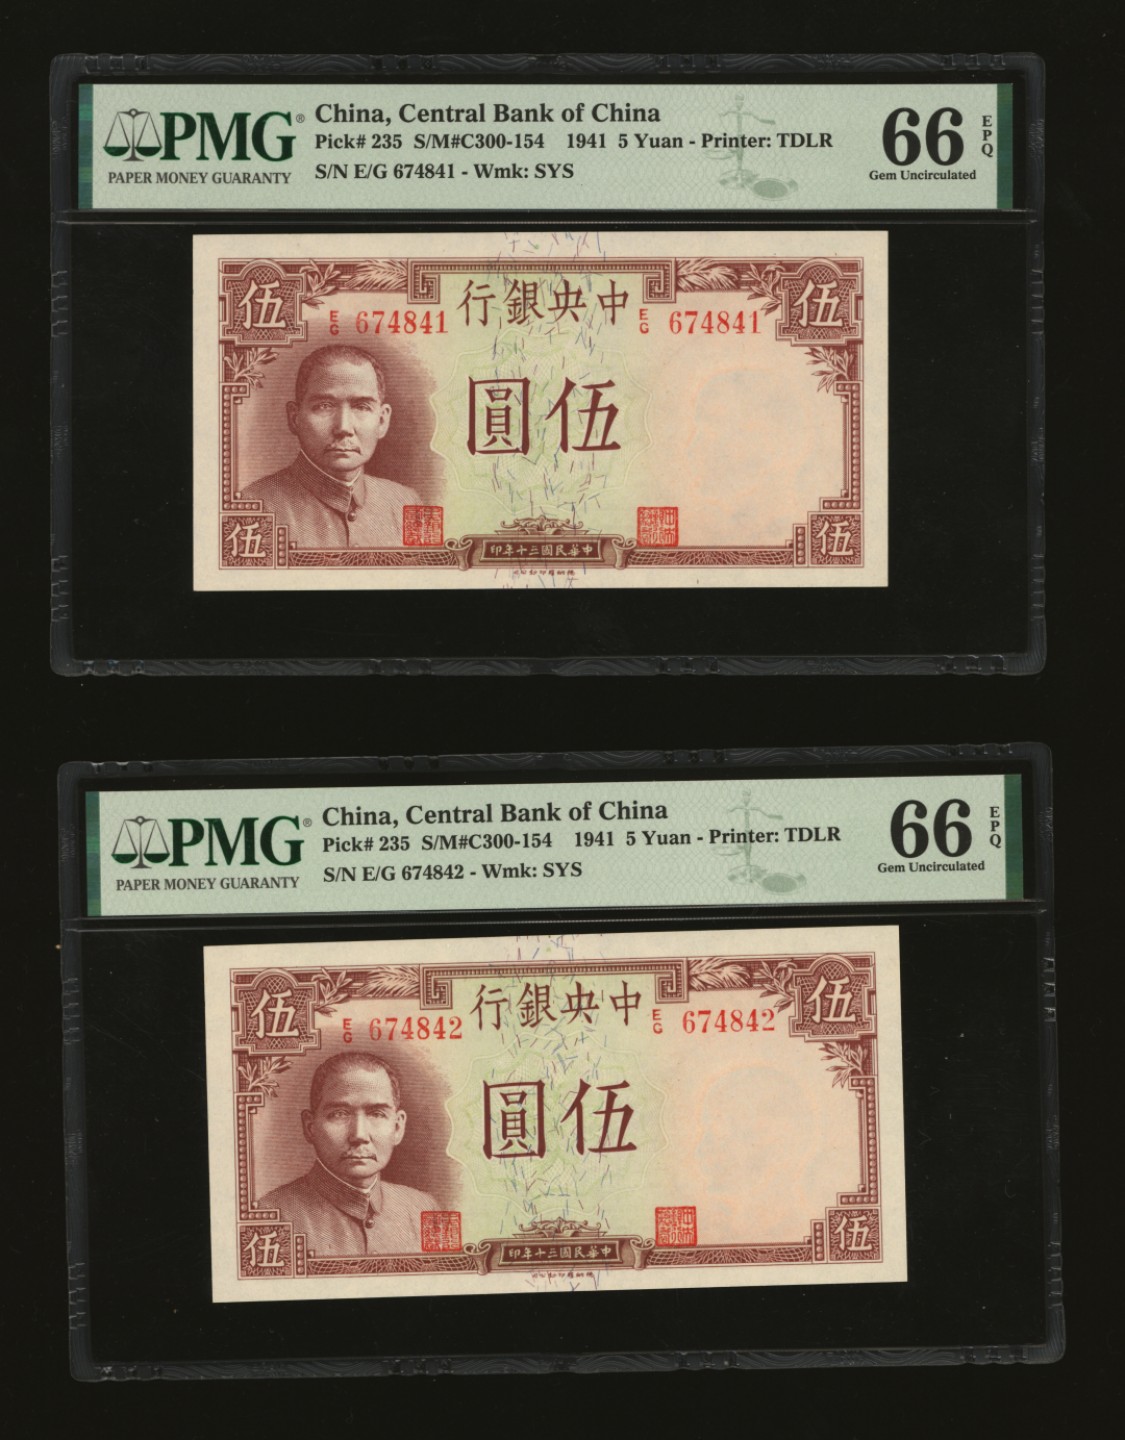 PMG®
PAPER MONEY GUARANTY
China, Central Bank of China
Pick# 235 S/M#C300-154 1941 5 Yuan - Printer: TDLR
S/N E/G 674841 - Wmk: SYS
66 EPQ
Gem Uncirculated
伍 行銀央中 伍
E/G 674841 E/G 674841
圓伍
伍 印年十三國民華中 伍
PMG®
PAPER MONEY GUARANTY
China, Central Bank of China
Pick# 235 S/M#C300-154 1941 5 Yuan - Printer: TDLR
S/N E/G 674842 - Wmk: SYS
66 EPQ
Gem Uncirculated
伍 行銀央中 伍
E/G 674842 E/G 674842
圓伍
伍 印年十三國民華中 伍